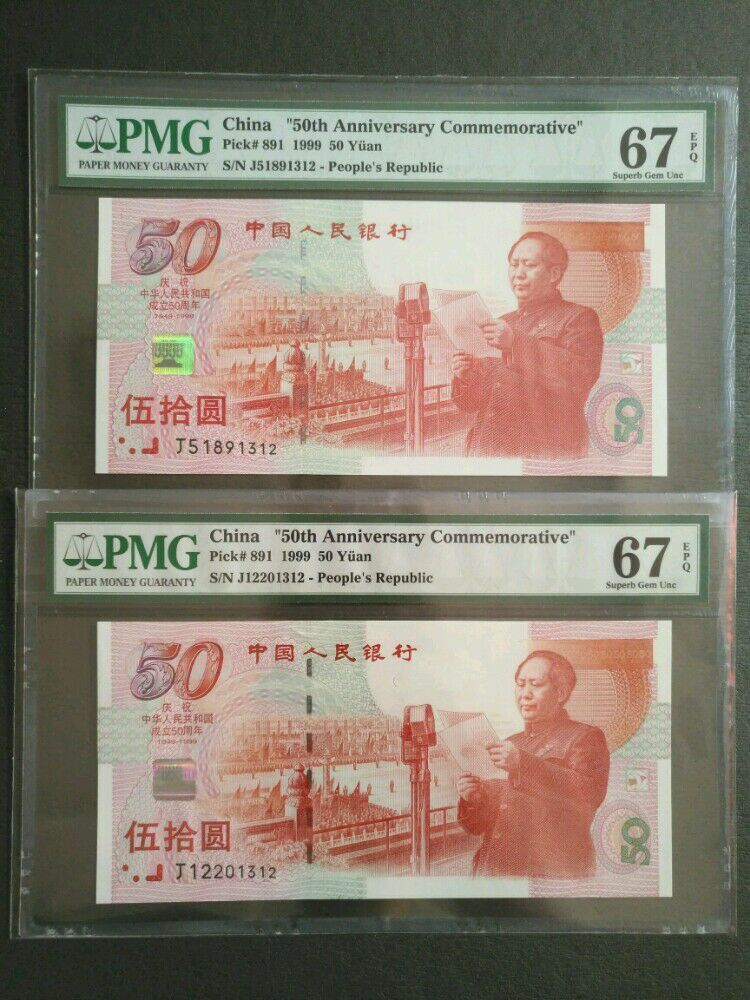 PMG
PAPER MONEY GUARANTY
China "50th Anniversary Commemorative"
Pick# 891 1999 50 Yüan
S/N J51891312 - People's Republic
67 EPQ
Superb Gem Unc
50
中国人民银行
庆祝
中华人民共和国
成立50周年
1949-1999
伍拾圆
J51891312
50
PMG
PAPER MONEY GUARANTY
China "50th Anniversary Commemorative"
Pick# 891 1999 50 Yüan
S/N J12201312 - People's Republic
67 EPQ
Superb Gem Unc
50
中国人民银行
庆祝
中华人民共和国
成立50周年
1949-1999
伍拾圆
J12201312
50